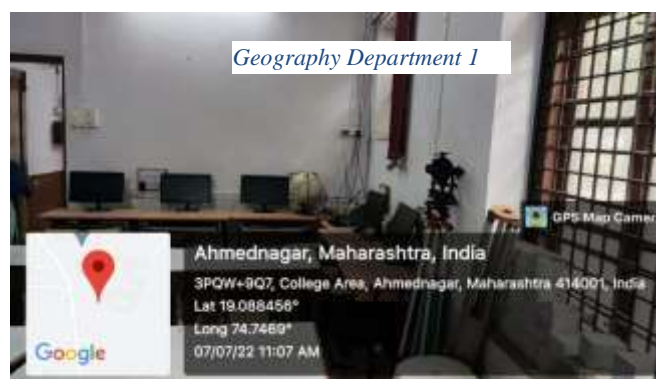 Geography Department 1
GPS Map Camer
Ahmednagar, Maharashtra, India
3PQW+9Q7, College Area, Ahmednagar, Maharashtra 414001, India
Lat 19.088456°
Long 74.7469°
07/07/22 11:07 AM
Google